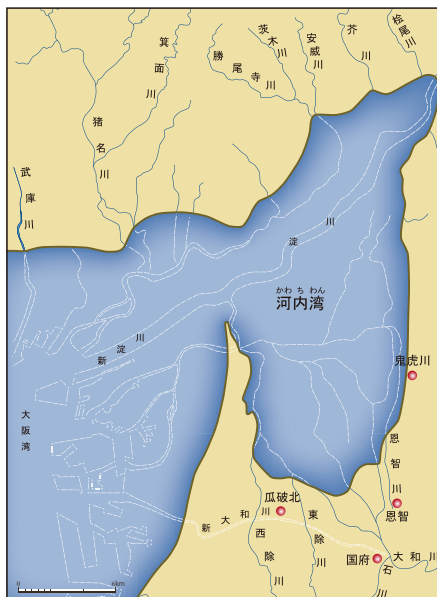 桧尾川
芥川
安威川
茨木川
勝尾寺川
箕面川
猪名川
武庫川
淀川
かわ ち わん
河内湾
新淀川
鬼虎川
大阪湾
恩智川
恩智
瓜破北
新大和川
東除川
西除川
国府
大和川
石川
0
6km